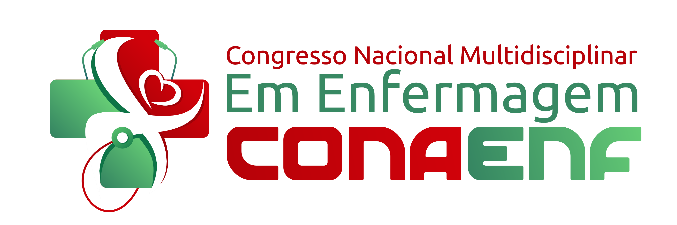 Congresso Nacional Multidisciplinar
Em Enfermagem
CONAENF